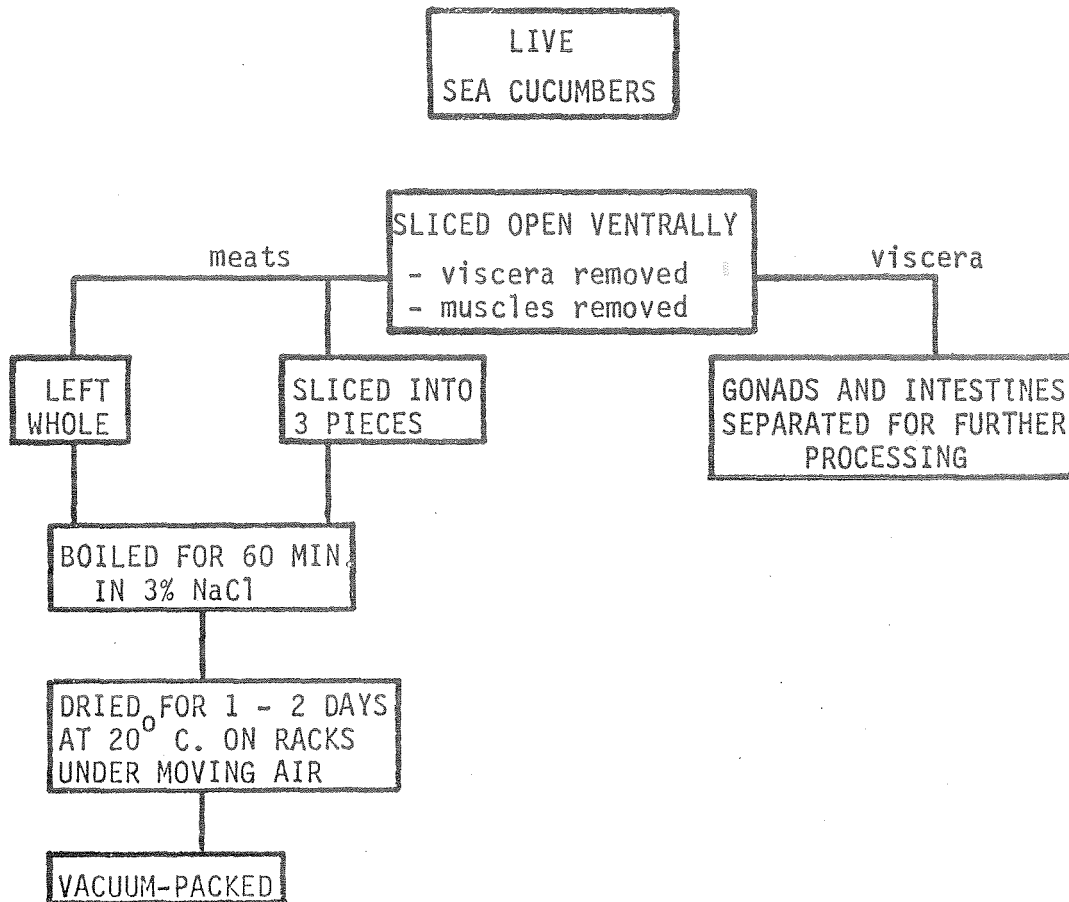 LIVE
SEA CUCUMBERS
SLICED OPEN VENTRALLY
- viscera removed
- muscles removed
meats
viscera
LEFT
WHOLE
SLICED INTO
3 PIECES
GONADS AND INTESTINES
SEPARATED FOR FURTHER
PROCESSING
BOILED FOR 60 MIN.
IN 3% NaCl
DRIED FOR 1 - 2 DAYS
AT 20° C. ON RACKS
UNDER MOVING AIR
VACUUM-PACKED